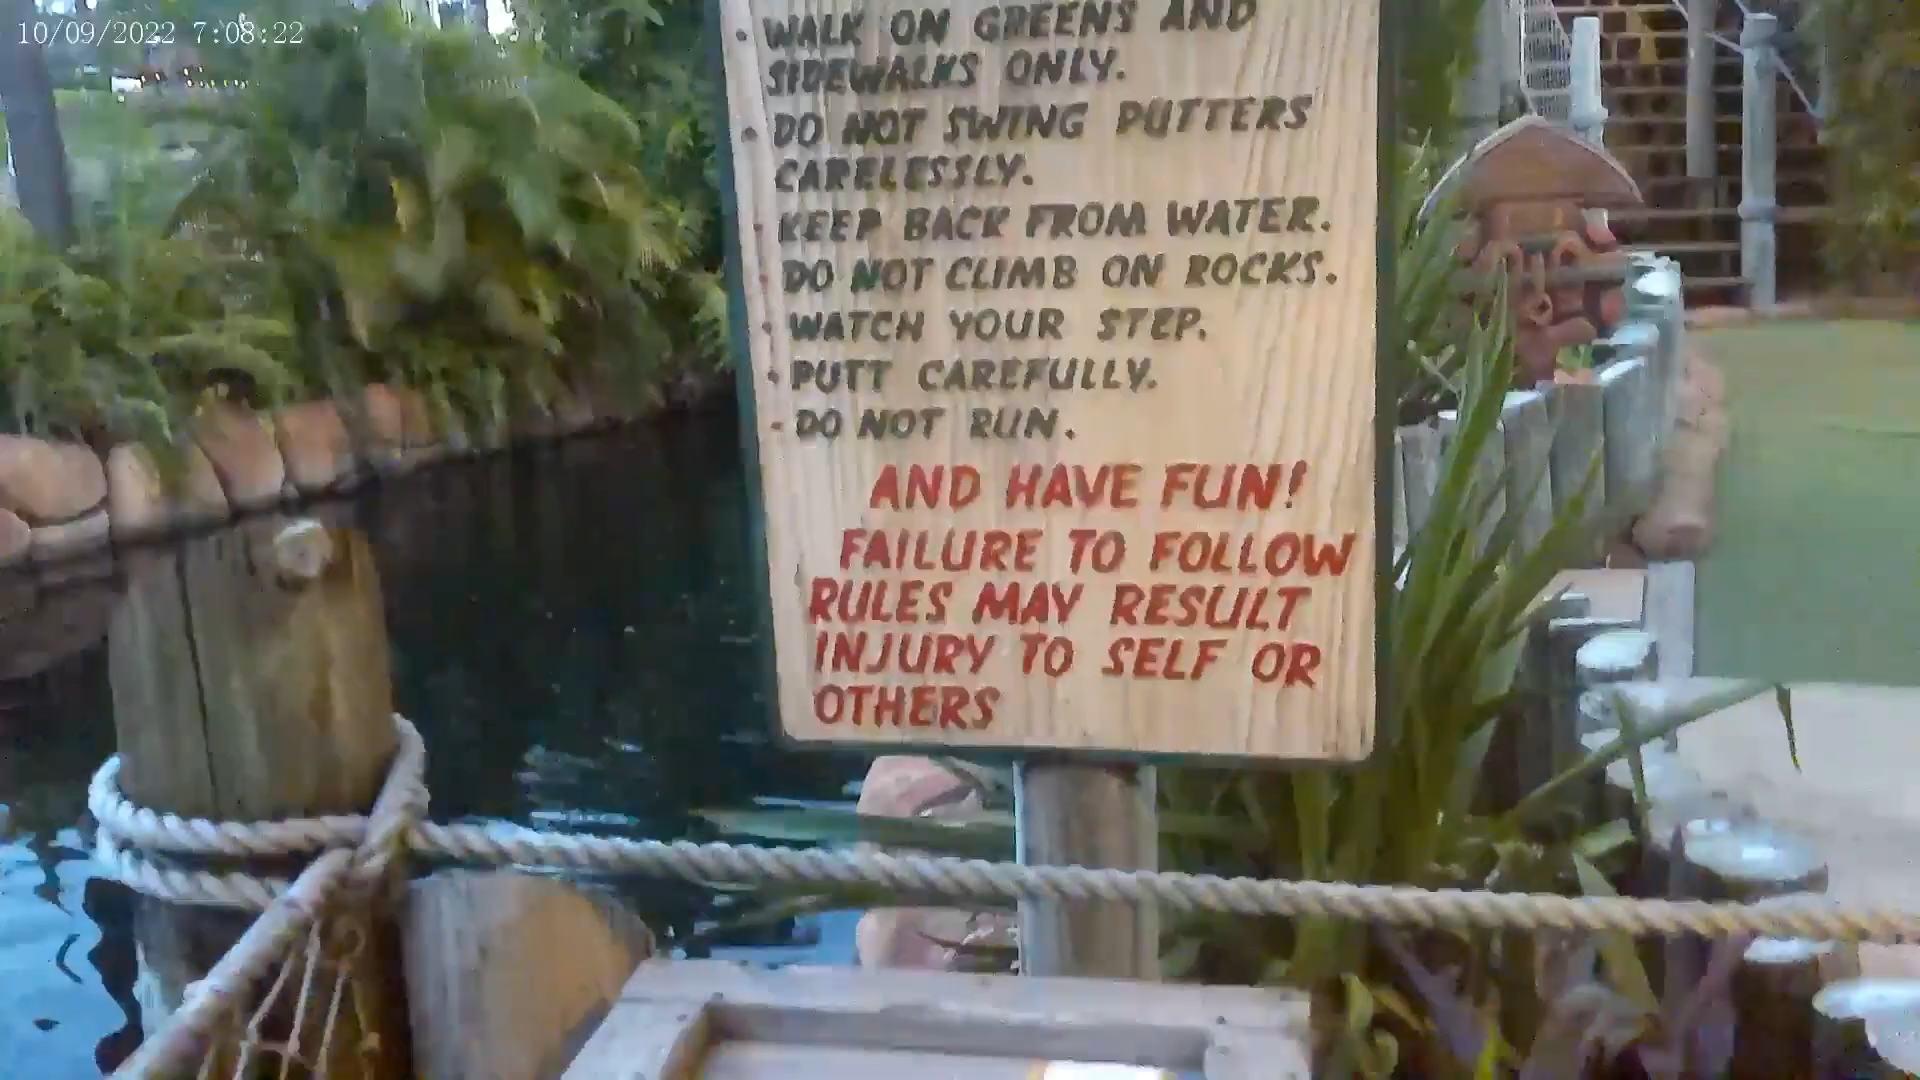 10/09/2022 7:08:22
• WALK ON GREENS AND
SIDEWALKS ONLY.
• DO NOT SWING PUTTERS
CARELESSLY.
• KEEP BACK FROM WATER.
• DO NOT CLIMB ON ROCKS.
• WATCH YOUR STEP.
• PUTT CAREFULLY.
• DO NOT RUN.
AND HAVE FUN!
FAILURE TO FOLLOW
RULES MAY RESULT
INJURY TO SELF OR
OTHERS